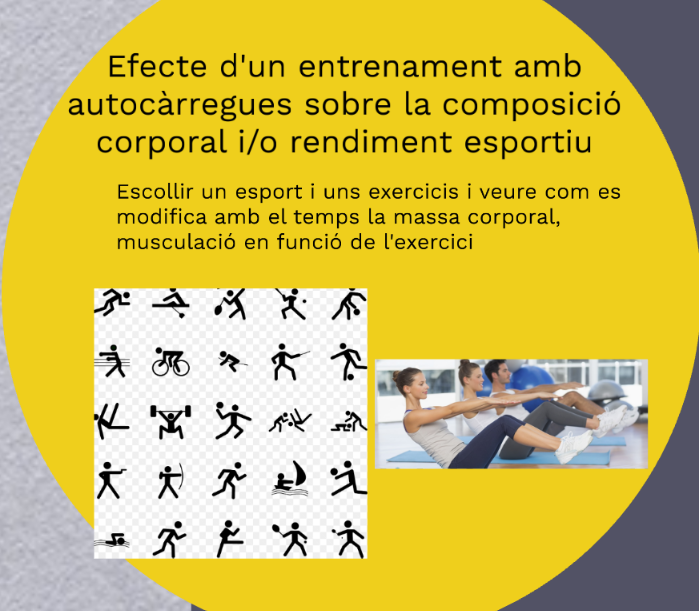 Efecte d'un entrenament amb
autocàrregues sobre la composició
corporal i/o rendiment esportiu
Escollir un esport i uns exercicis i veure com es
modifica amb el temps la massa corporal,
musculació en funció de l'exercici